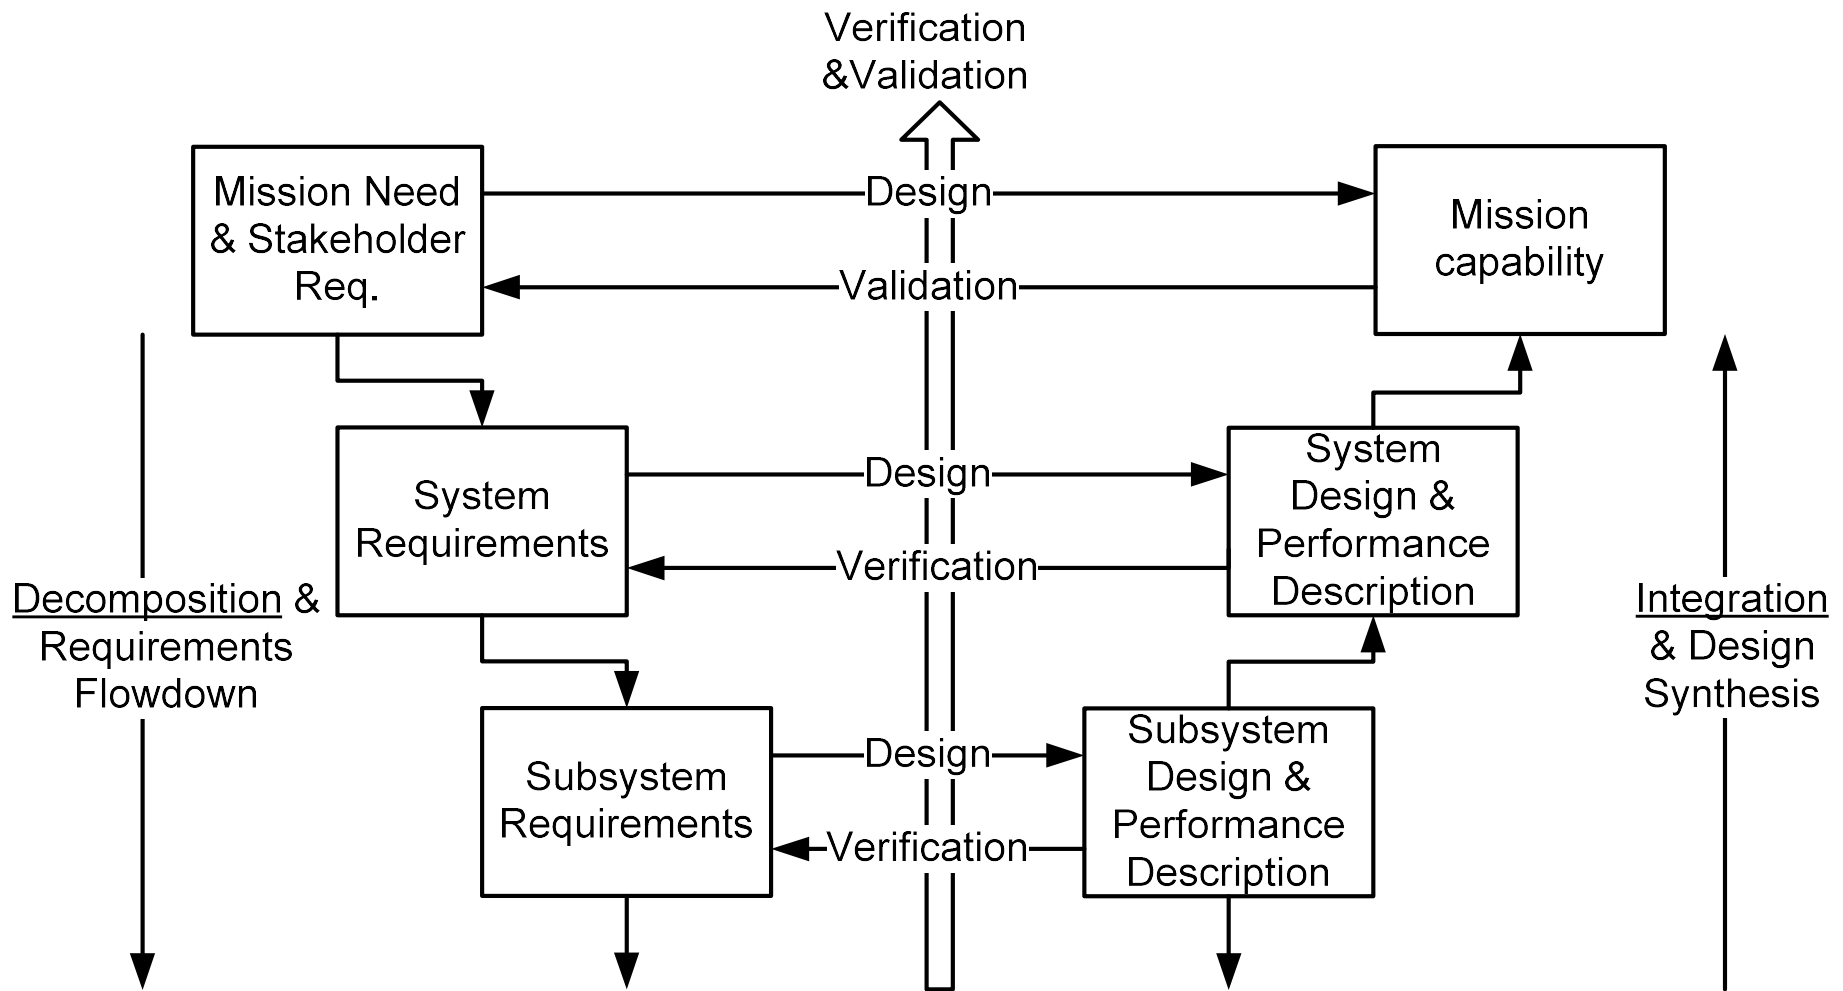 Verification
&Validation
Mission Need
& Stakeholder
Req.
Design
Validation
Mission
capability
System
Requirements
Design
Verification
System
Design &
Performance
Description
Decomposition &
Requirements
Flowdown
Integration
& Design
Synthesis
Subsystem
Requirements
Design
Verification
Subsystem
Design &
Performance
Description